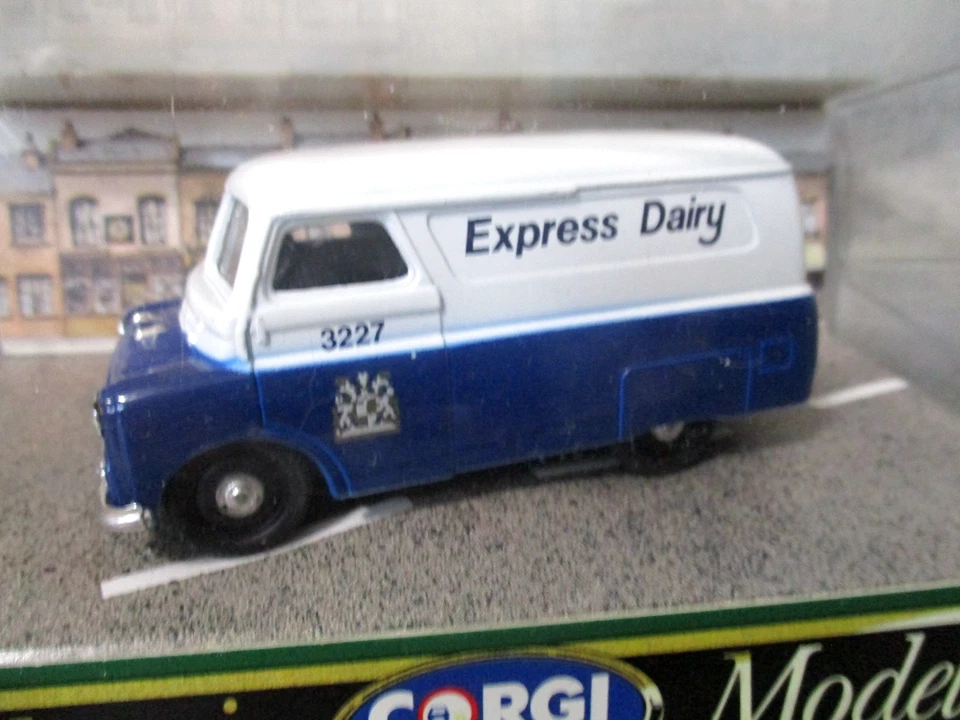 Express Dairy
3227
CORGI
Model